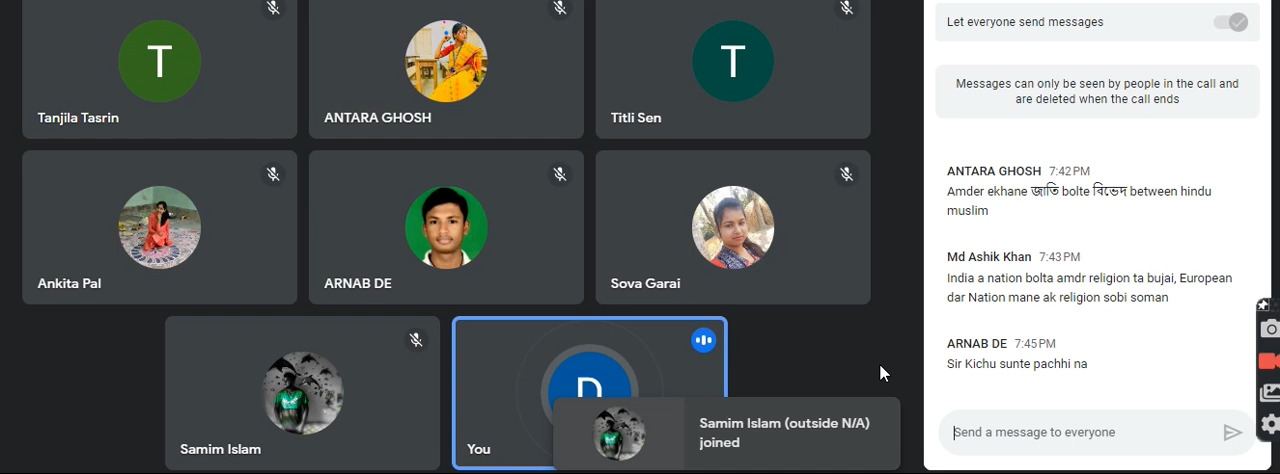 T
T
Tanjila Tasrin
ANTARA GHOSH
Titli Sen
Ankita Pal
ARNAB DE
Sova Garai
Samim Islam
You
D
Samim Islam (outside N/A)
joined
Let everyone send messages
Messages can only be seen by people in the call and
are deleted when the call ends
ANTARA GHOSH 7:42 PM
Amder ekhane জাতি bolte বিভেদ between hindu
muslim
Md Ashik Khan 7:43 PM
India a nation bolta amdr religion ta bujai, European
dar Nation mane ak religion sobi soman
ARNAB DE 7:45 PM
Sir Kichu sunte pachhi na
Send a message to everyone